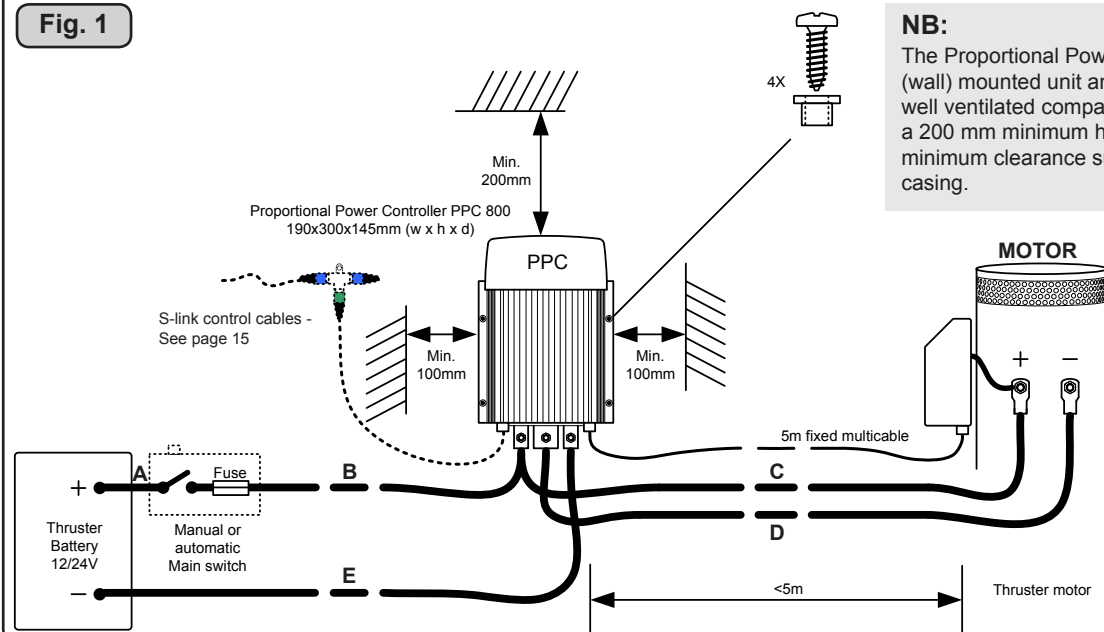 Fig. 1
NB:
The Proportional Pow
(wall) mounted unit an
well ventilated compa
a 200 mm minimum h
minimum clearance s
casing.
4X
Min.
200mm
Proportional Power Controller PPC 800
190x300x145mm (w x h x d)
PPC
MOTOR
S-link control cables -
See page 15
Min.
100mm
Min.
100mm
+ −
5m fixed multicable
A
Fuse
B
C
+
Thruster
Battery
12/24V
Manual or
automatic
Main switch
D
E
−
<5m
Thruster motor